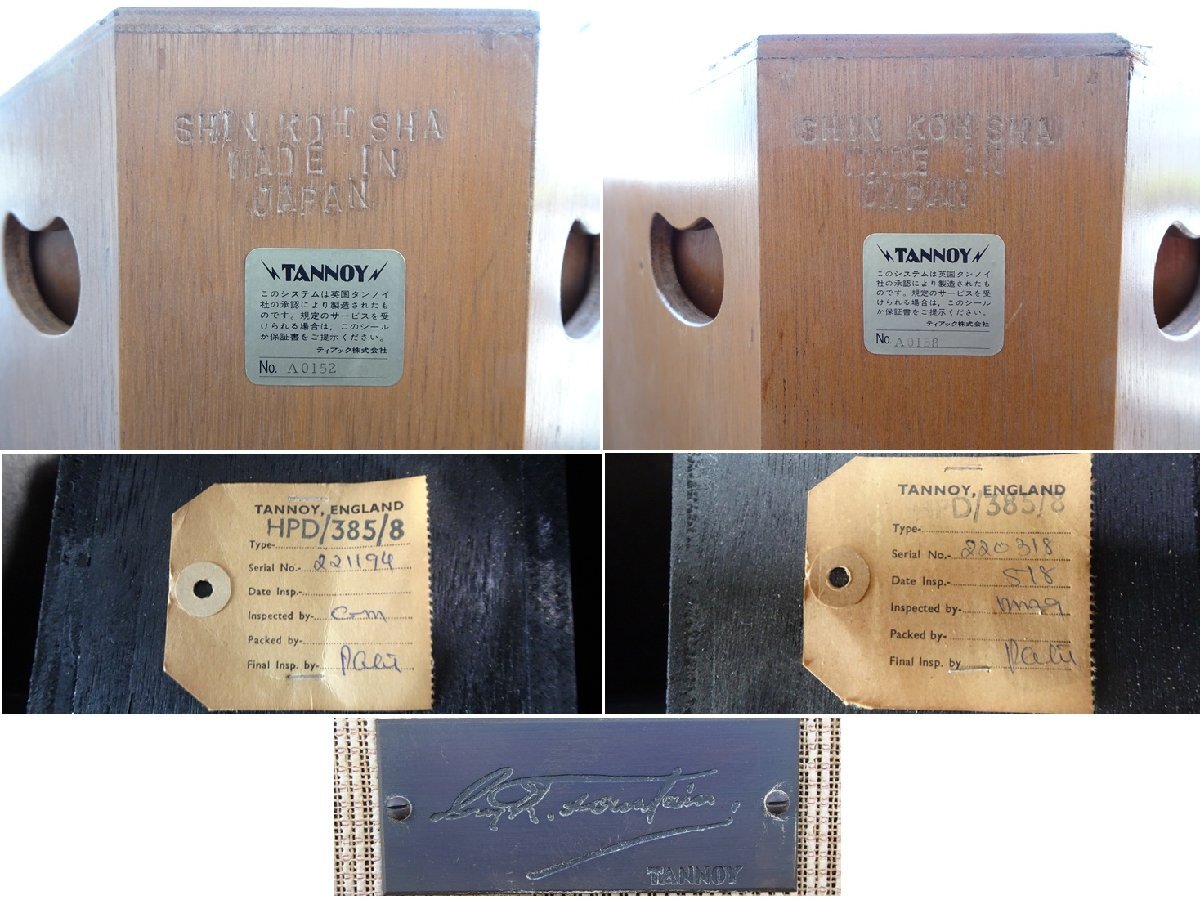 SHIN KOH SHA
MADE IN
JAPAN
TANNOY
このシステムは英国タンノイ
社の承認により製造されたも
のです。規定のサービスを受
けられる場合は、このシール
か保証書をご提示ください。
ティアック株式会社
No. A0152
SHIN KOH SHA
MADE IN
JAPAN
TANNOY
このシステムは英国タンノイ
社の承認により製造されたも
のです。規定のサービスを受
けられる場合は、このシール
か保証書をご提示ください。
ティアック株式会社
No. A0158
TANNOY, ENGLAND
HPD/385/8
Type-
Serial No.- 221194
Date Insp.-
Inspected by-
Packed by-
Final Insp. by-
TANNOY, ENGLAND
HPD/385/8
Type-
Serial No.- 220318
Date Insp.- 518
Inspected by-
Packed by-
Final Insp. by
Guy R. Fountain.
TANNOY